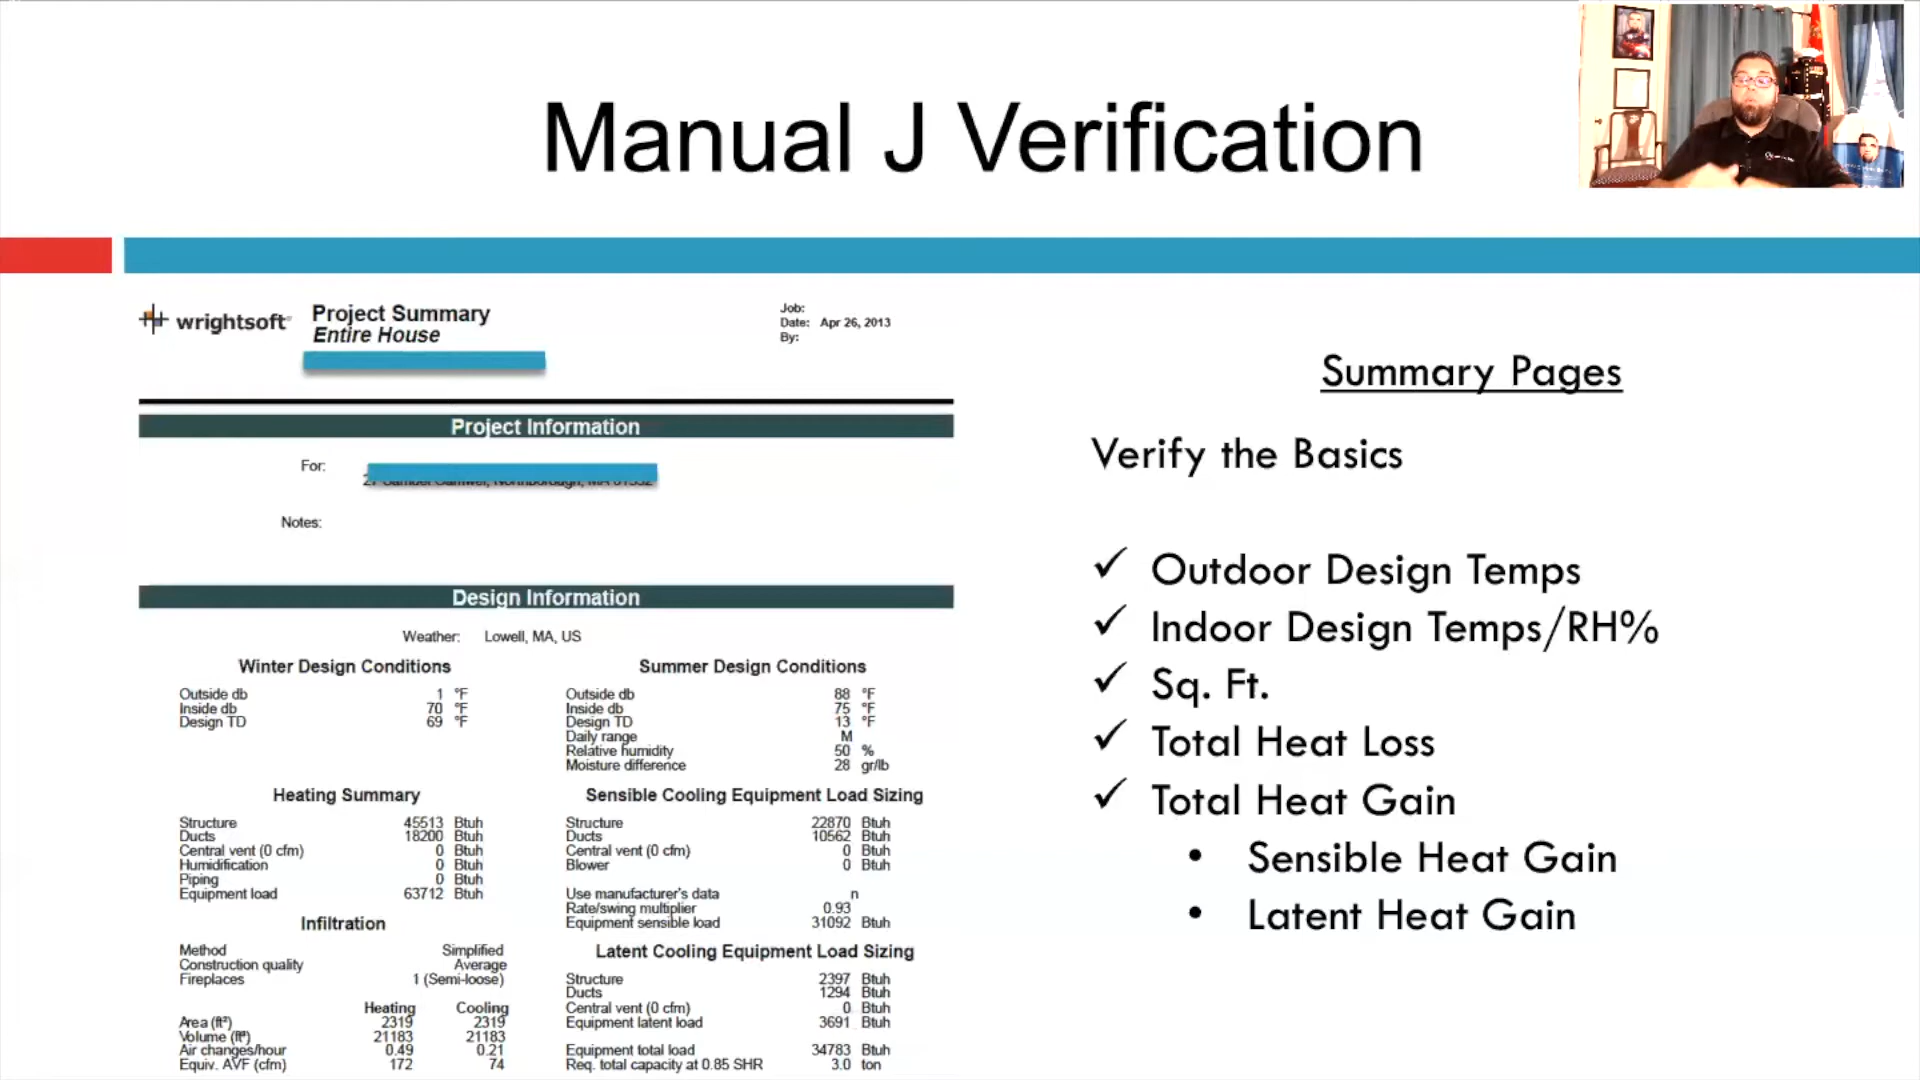 Manual J Verification
wrightsoft
Project Summary
Entire House
Job:
Date: Apr 26, 2013
By:
Project Information
For:
Notes:
Design Information
Weather: Lowell, MA, US
Winter Design Conditions
Outside db 1 °F
Inside db 70 °F
Design TD 69 °F
Summer Design Conditions
Outside db 88 °F
Inside db 75 °F
Design TD 13 °F
Daily range M
Relative humidity 50 %
Moisture difference 28 gr/lb
Heating Summary
Structure 45513 Btuh
Ducts 18200 Btuh
Central vent (0 cfm) 0 Btuh
Humidification 0 Btuh
Piping 0 Btuh
Equipment load 63712 Btuh
Sensible Cooling Equipment Load Sizing
Structure 22870 Btuh
Ducts 10562 Btuh
Central vent (0 cfm) 0 Btuh
Blower 0 Btuh
Use manufacturer's data n
Rate/swing multiplier 0.93
Equipment sensible load 31092 Btuh
Infiltration
Method Simplified
Construction quality Average
Fireplaces 1 (Semi-loose)
Heating Cooling
Area (ft²) 2319 2319
Volume (ft³) 21183 21183
Air changes/hour 0.49 0.21
Equiv. AVF (cfm) 172 74
Latent Cooling Equipment Load Sizing
Structure 2397 Btuh
Ducts 1294 Btuh
Central vent (0 cfm) 0 Btuh
Equipment latent load 3691 Btuh
Equipment total load 34783 Btuh
Req. total capacity at 0.85 SHR 3.0 ton
Summary Pages
Verify the Basics
✓ Outdoor Design Temps
✓ Indoor Design Temps/RH%
✓ Sq. Ft.
✓ Total Heat Loss
✓ Total Heat Gain
• Sensible Heat Gain
• Latent Heat Gain